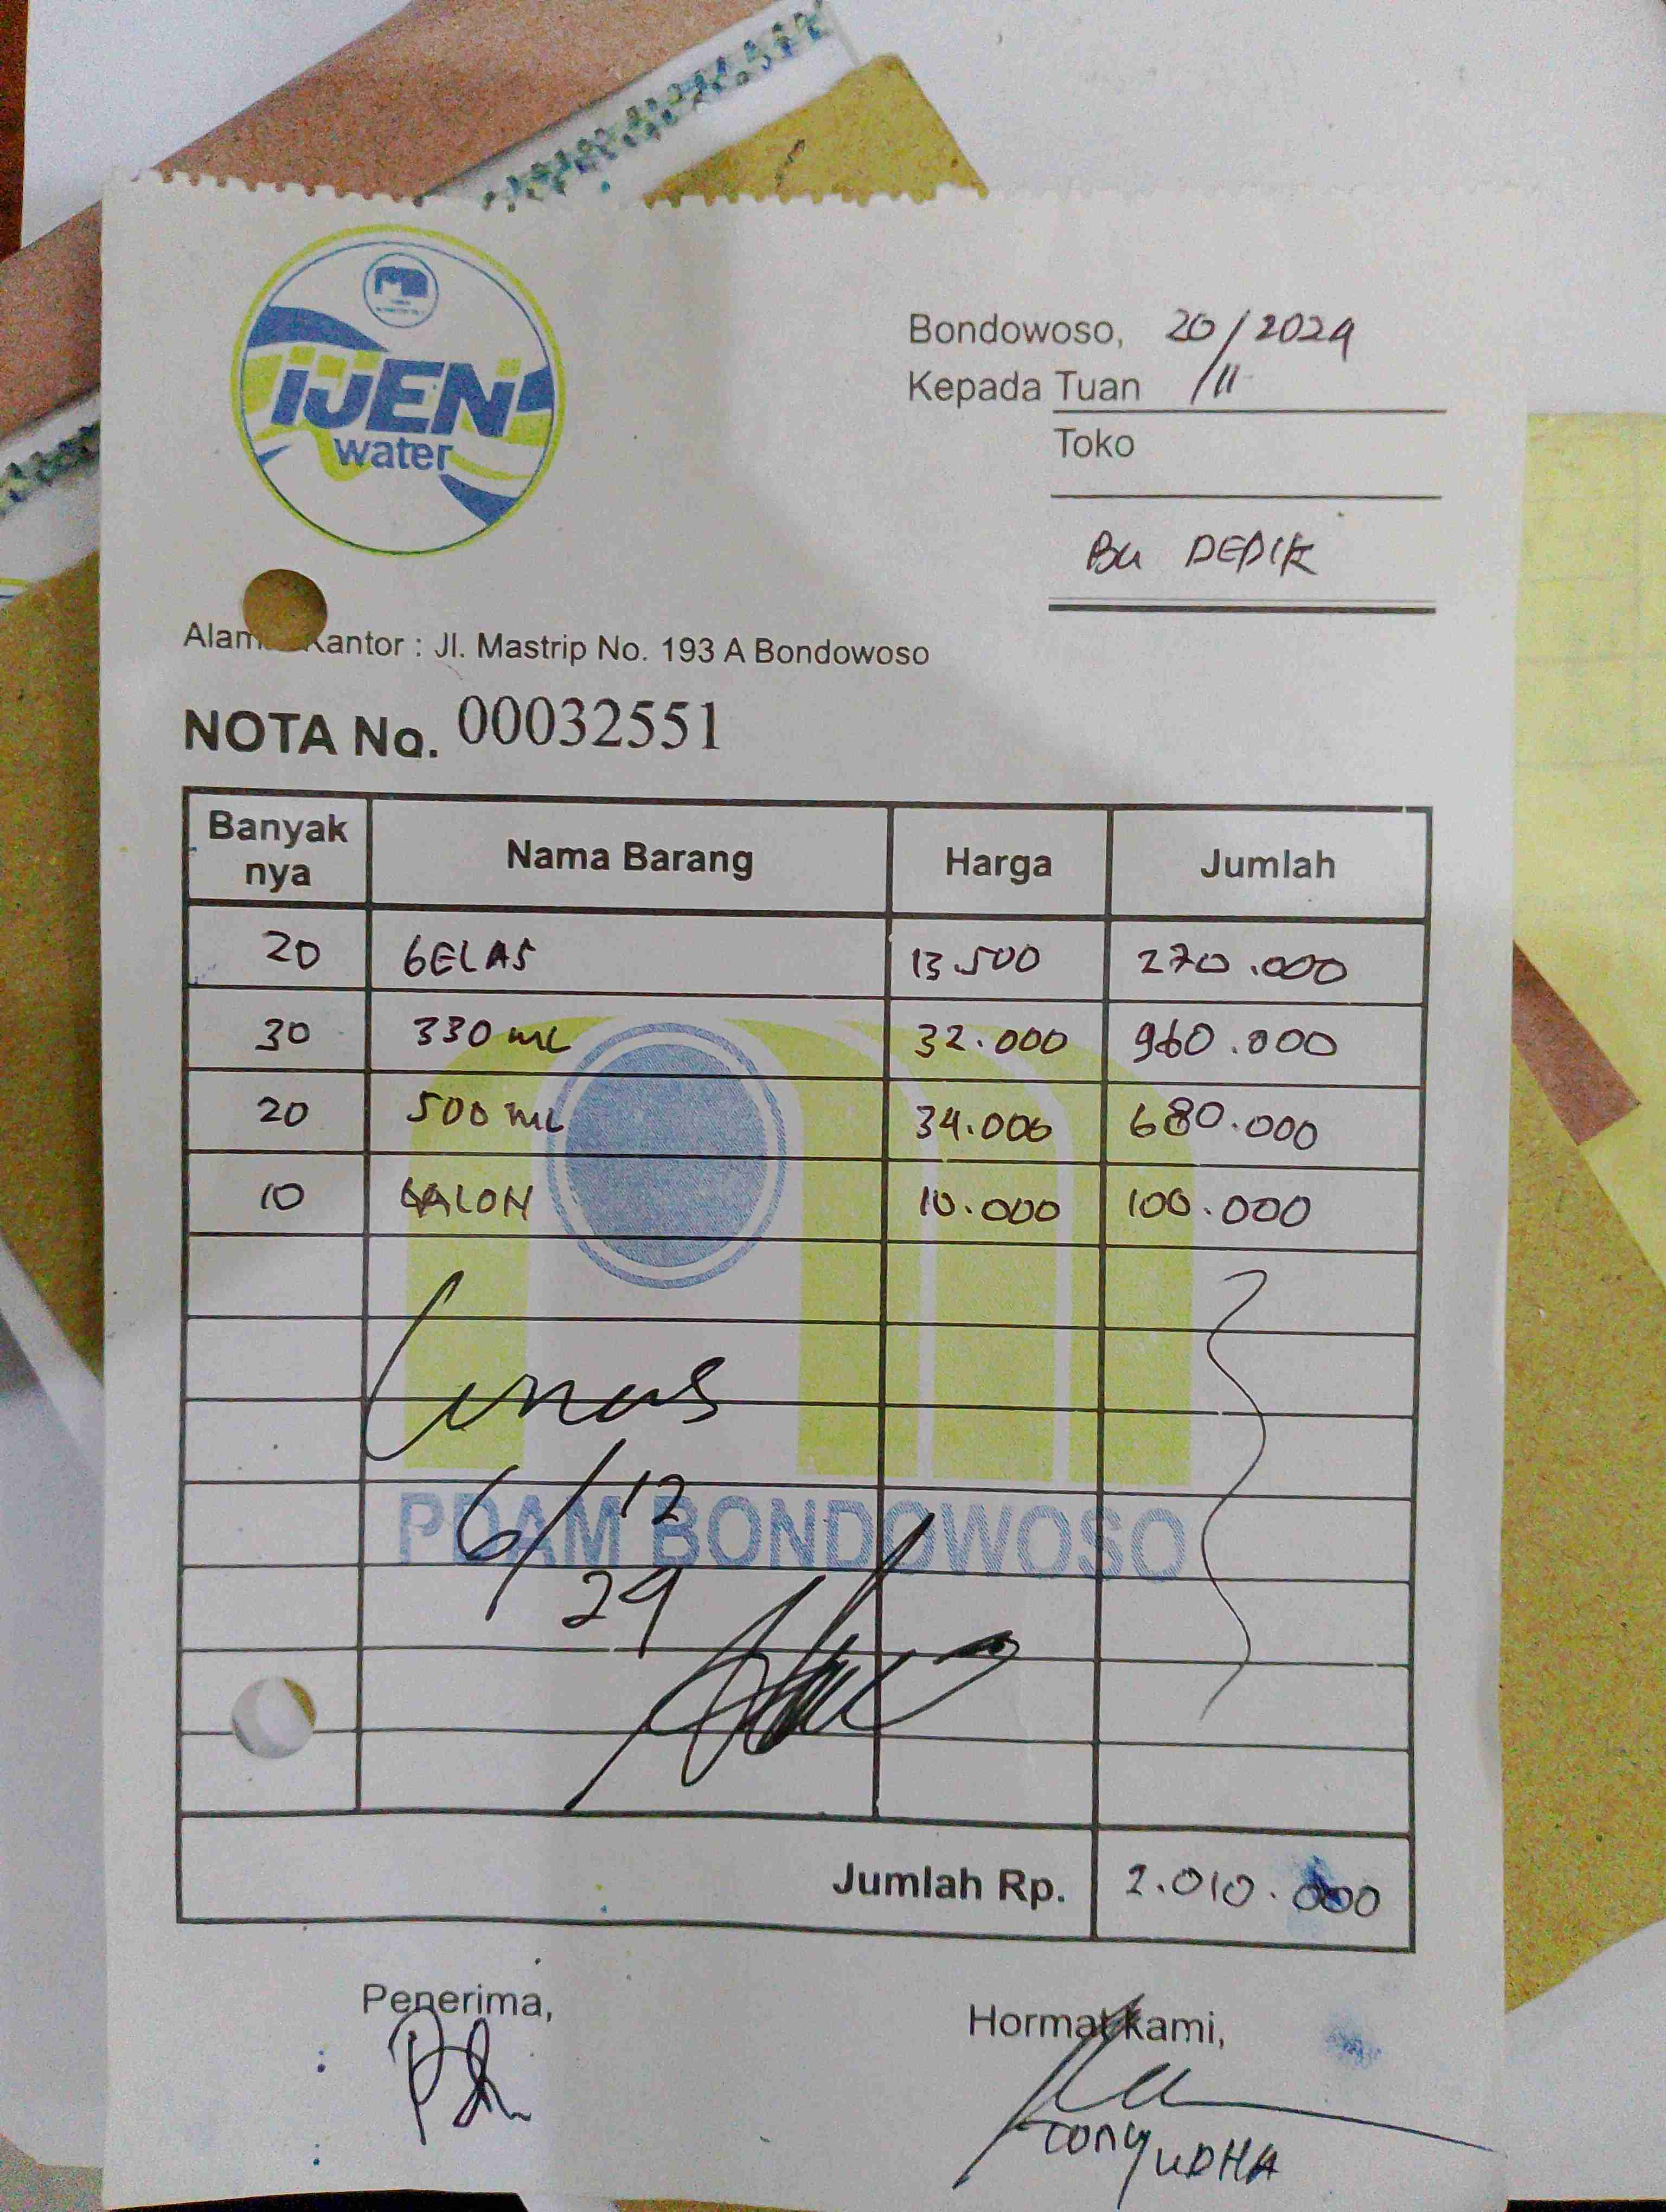 IJEN
water
Bondowoso, 20/11/2024
Kepada Tuan
Toko
Bu DEDIK
Kantor : Jl. Mastrip No. 193 A Bondowoso
NOTA No. 00032551
Banyak nya Nama Barang Harga Jumlah
20 GELAS 13.500 270.000
30 330 mL 32.000 960.000
20 500 mL 34.000 680.000
10 GALON 10.000 100.000
Lunas
6/12
24
PDAM BONDOWOSO
Jumlah Rp. 2.010.000
Penerima,
Hormat kami,
TONY YUDHA